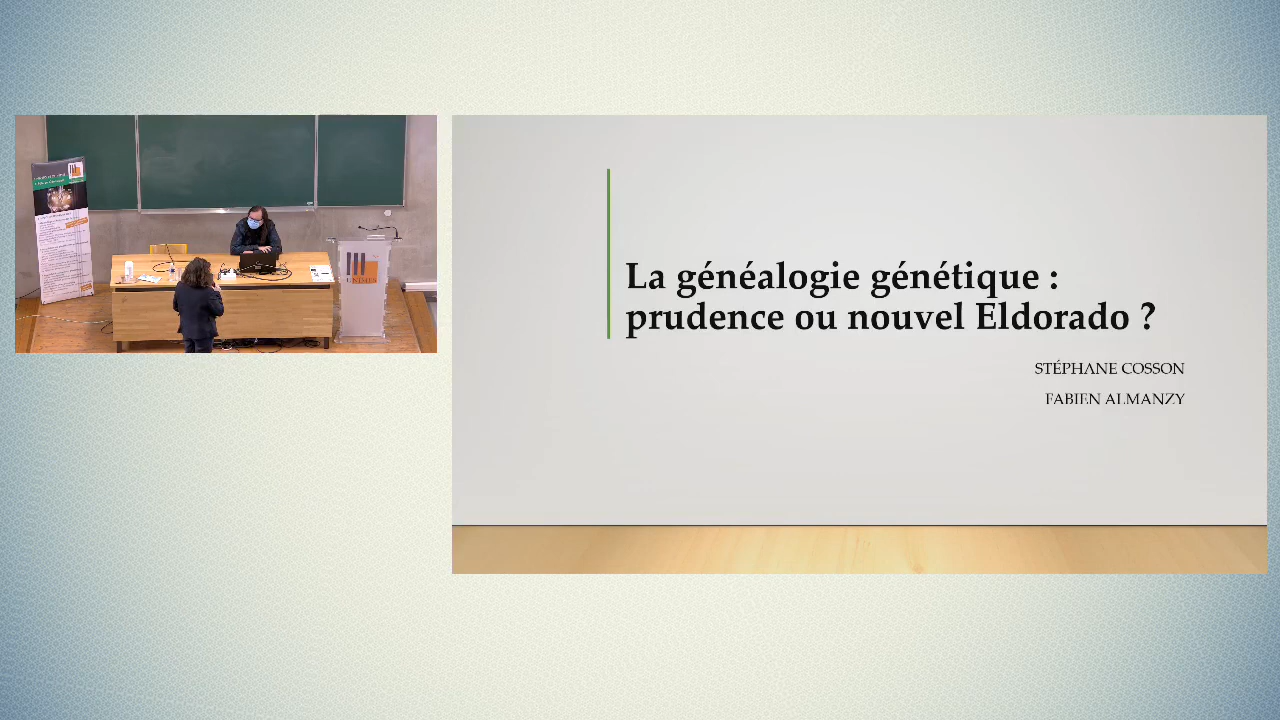 La généalogie génétique :
prudence ou nouvel Eldorado ?
STÉPHANE COSSON
FABIEN ALMANZY